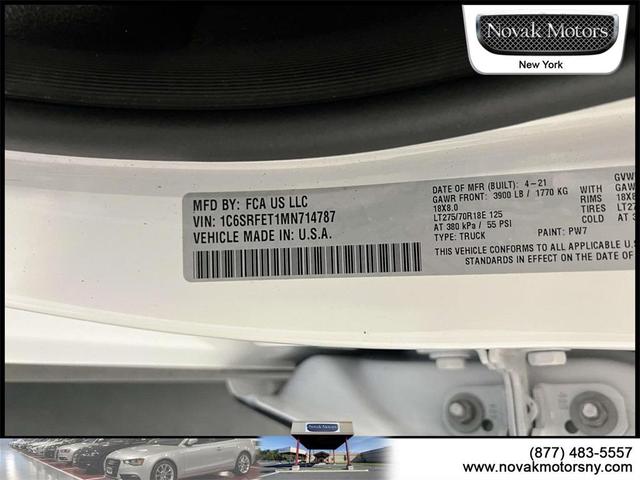 Novak Motors
New York
MFD BY: FCA US LLC
VIN: 1C6SRFET1MN714787
VEHICLE MADE IN: U.S.A.
DATE OF MFR (BUILT): 4-21
GAWR FRONT: 3900 LB / 1770 KG
18X8.0
LT275/70R18E 125
AT 380 kPa / 55 PSI
TYPE: TRUCK
PAINT: PW7
THIS VEHICLE CONFORMS TO ALL APPLICABLE
STANDARDS IN EFFECT ON THE DATE OF
GVW
WITH GAW
RIMS 18X8
TIRES LT27
COLD AT 3
Novak Motors
(877) 483-5557
www.novakmotorsny.com